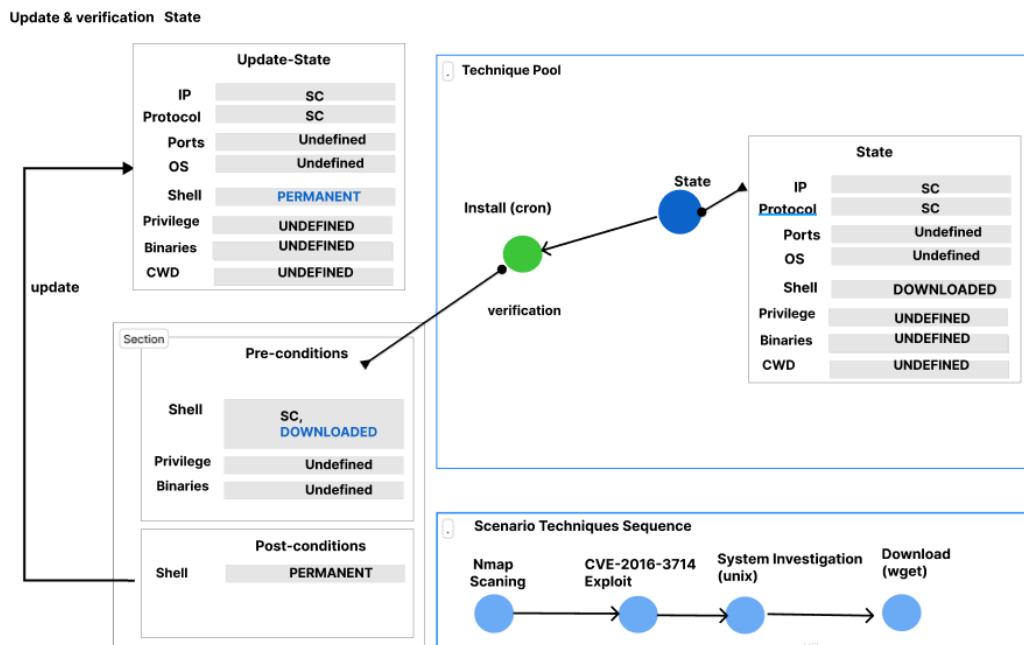 Update & verification State
Update-State
IP SC
Protocol SC
Ports Undefined
OS Undefined
Shell PERMANENT
Privilege UNDEFINED
Binaries UNDEFINED
CWD UNDEFINED
update
Section
Pre-conditions
Shell SC,
DOWNLOADED
Privilege Undefined
Binaries Undefined
Post-conditions
Shell PERMANENT
Technique Pool
State
Install (cron)
verification
State
IP SC
Protocol SC
Ports Undefined
OS Undefined
Shell DOWNLOADED
Privilege UNDEFINED
Binaries UNDEFINED
CWD UNDEFINED
Scenario Techniques Sequence
Nmap
Scaning
CVE-2016-3714
Exploit
System Investigation
(unix)
Download
(wget)